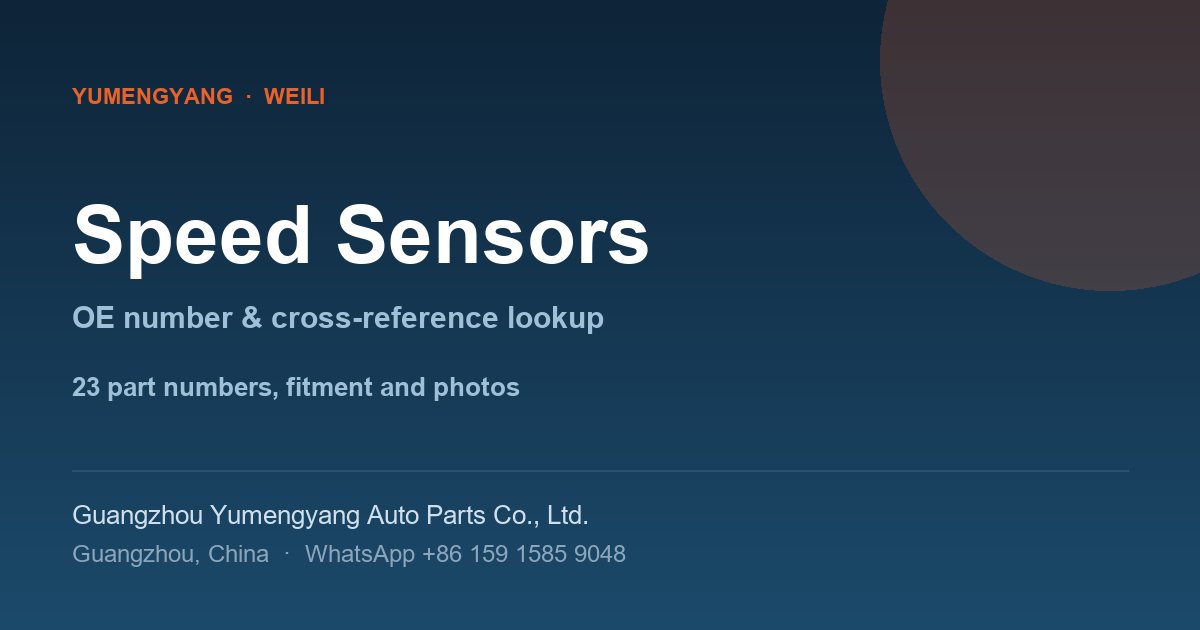 YUMENGYANG · WEILI
Speed Sensors
OE number & cross-reference lookup
23 part numbers, fitment and photos
Guangzhou Yumengyang Auto Parts Co., Ltd.
Guangzhou, China · WhatsApp +86 159 1585 9048